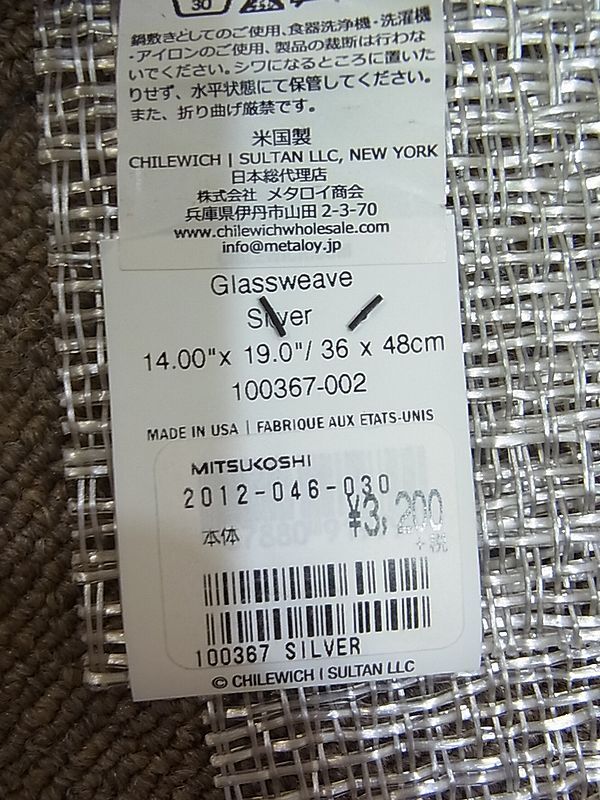 30
鍋敷きとしてのご使用、食器洗浄機・洗濯機
・アイロンのご使用、製品の裁断は行わな
いでください。シワになるところに置いた
りせず、水平状態にて保管してください。
また、折り曲げ厳禁です。
米国製
CHILEWICH | SULTAN LLC, NEW YORK
日本総代理店
株式会社 メタロイ商会
兵庫県伊丹市山田 2-3-70
www.chilewichwholesale.com
info@metaloy.jp
Glassweave
Silver
14.00"x 19.0"/ 36 x 48cm
100367-002
MADE IN USA | FABRIQUE AUX ETATS-UNIS
MITSUKOSHI
2012-046-030
¥3,200
本体
+税
100367 SILVER
© CHILEWICH | SULTAN LLC